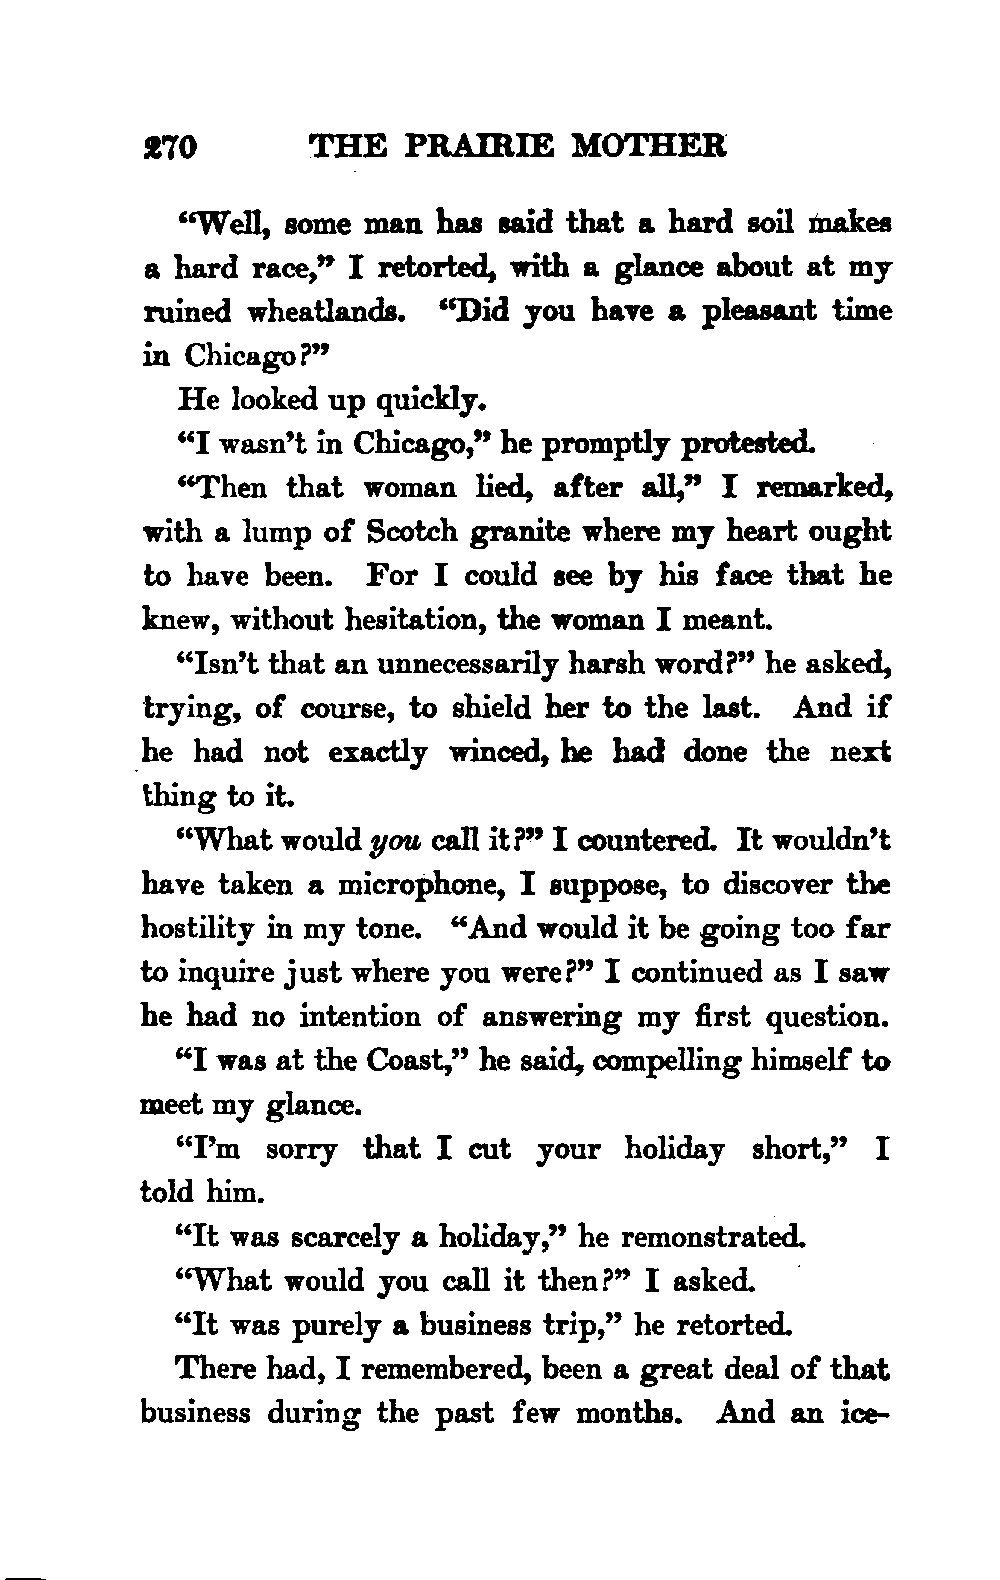 270 THE PRAIRIE MOTHER
“Well, some man has said that a hard soil makes
a hard race,” I retorted, with a glance about at my
ruined wheatlands. “Did you have a pleasant time
in Chicago?”
He looked up quickly.
“I wasn’t in Chicago,” he promptly protested.
“Then that woman lied, after all,” I remarked,
with a lump of Scotch granite where my heart ought
to have been. For I could see by his face that he
knew, without hesitation, the woman I meant.
“Isn’t that an unnecessarily harsh word?” he asked,
trying, of course, to shield her to the last. And if
he had not exactly winced, he had done the next
thing to it.
“What would you call it?” I countered. It wouldn’t
have taken a microphone, I suppose, to discover the
hostility in my tone. “And would it be going too far
to inquire just where you were?” I continued as I saw
he had no intention of answering my first question.
“I was at the Coast,” he said, compelling himself to
meet my glance.
“I’m sorry that I cut your holiday short,” I
told him.
“It was scarcely a holiday,” he remonstrated.
“What would you call it then?” I asked.
“It was purely a business trip,” he retorted.
There had, I remembered, been a great deal of that
business during the past few months. And an ice-